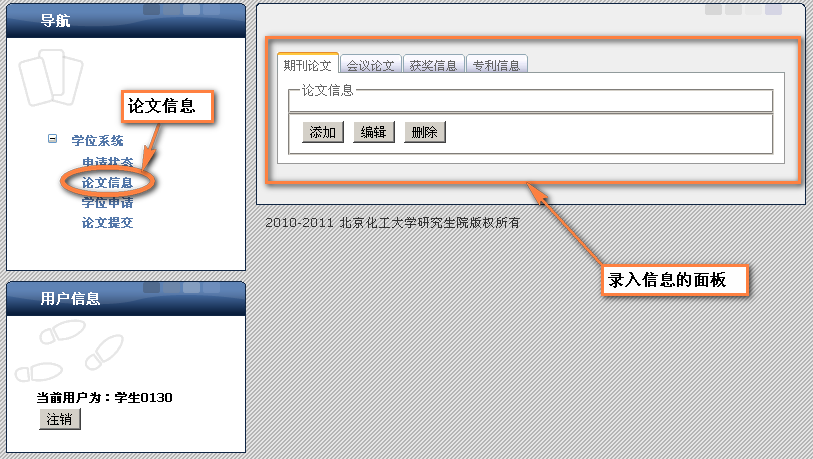 导航
论文信息
学位系统
申请状态
论文信息
学位申请
论文提交
用户信息
当前用户为：学生0130
注销
期刊论文 会议论文 获奖信息 专利信息
论文信息
添加 编辑 删除
2010-2011 北京化工大学研究生院版权所有
录入信息的面板